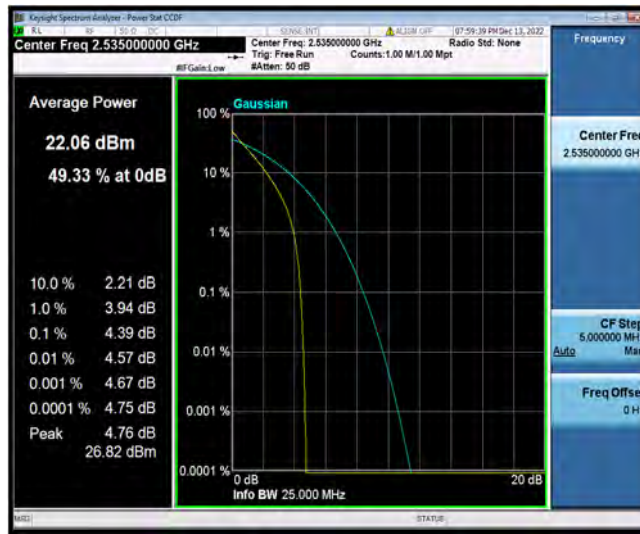 Keysight Spectrum Analyzer - Power Stat CCDF
RL RF 50 Ω DC SENSE:INT ALIGN OFF 07:59:39 PM Dec 13, 2022
Center Freq 2.535000000 GHz
Center Freq: 2.535000000 GHz Radio Std: None
Trig: Free Run Counts:1.00 M/1.00 Mpt
#IFGain:Low #Atten: 50 dB
Frequency
Average Power
22.06 dBm
49.33 % at 0dB
10.0 % 2.21 dB
1.0 % 3.94 dB
0.1 % 4.39 dB
0.01 % 4.57 dB
0.001 % 4.67 dB
0.0001 % 4.75 dB
Peak 4.76 dB
26.82 dBm
Gaussian
100 %
10 %
1 %
0.1 %
0.01 %
0.001 %
0.0001 %
0 dB 20 dB
Info BW 25.000 MHz
Center Fre
2.535000000 GH
CF Step
5.000000 MH
Auto Ma
Freq Offse
0 H
MSG STATUS